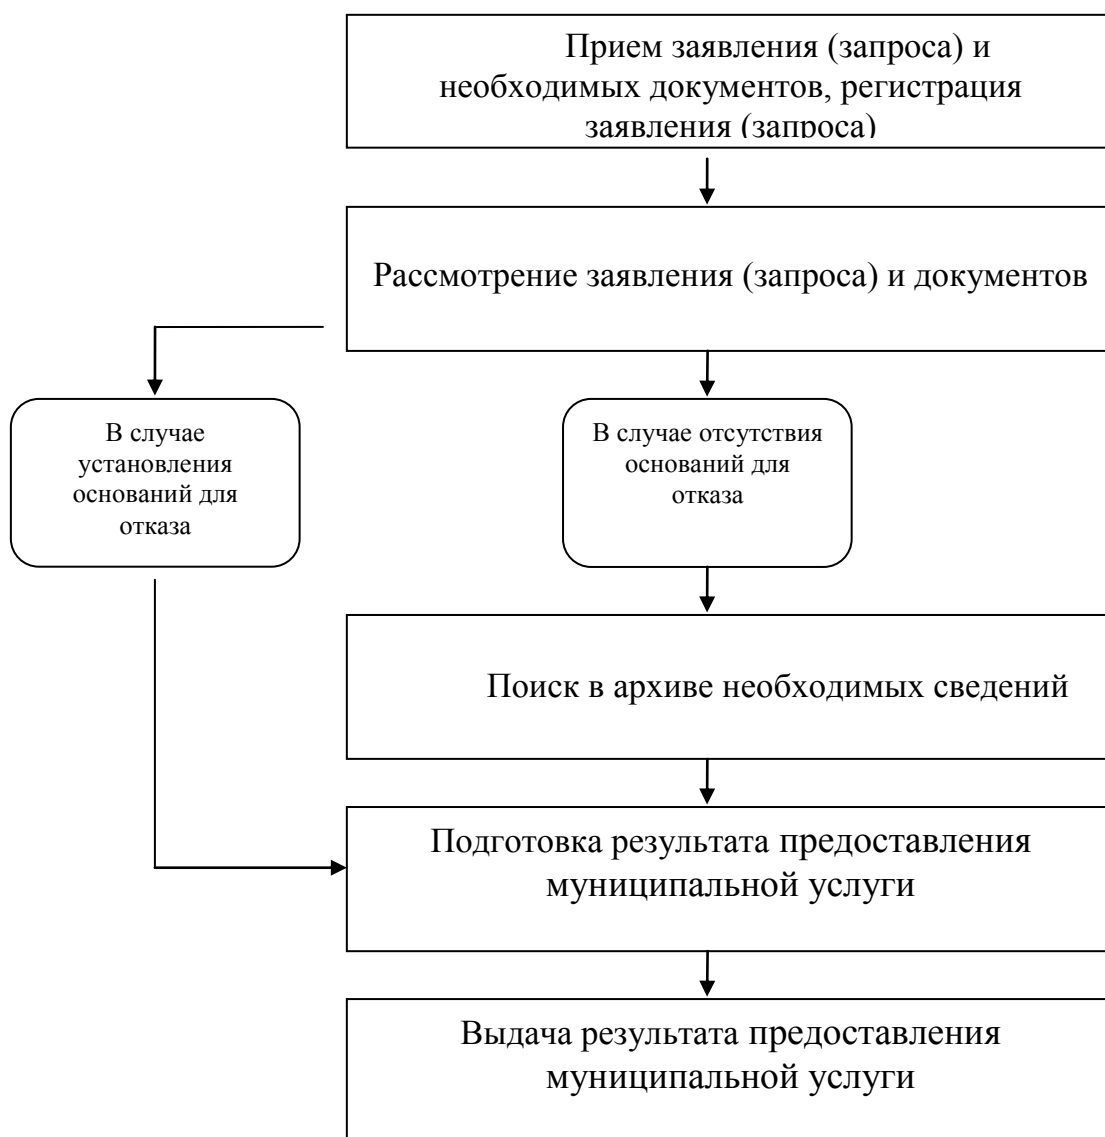 Прием заявления (запроса) и
необходимых документов, регистрация
заявления (запроса)
Рассмотрение заявления (запроса) и документов
В случае
установления
оснований для
отказа
В случае отсутствия
оснований для
отказа
Поиск в архиве необходимых сведений
Подготовка результата предоставления
муниципальной услуги
Выдача результата предоставления
муниципальной услуги